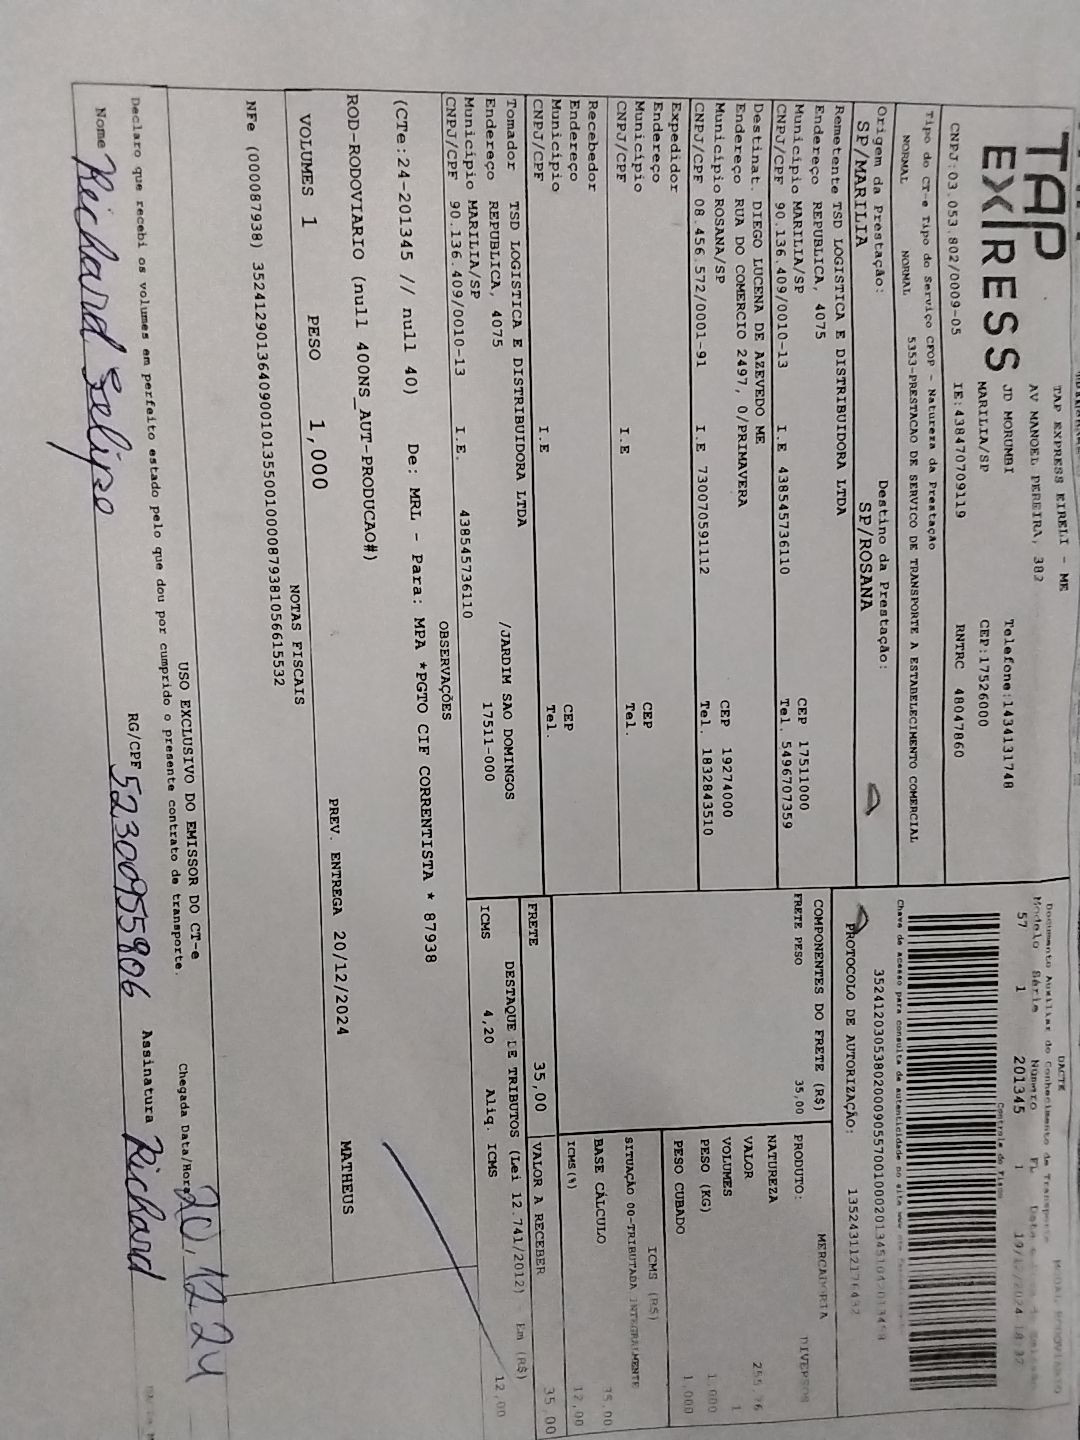 TAP
EX/RESS
TAP EXPRESS EIRELI - ME
AV MANOEL PEREIRA, 382
JD MORUMBI
Telefone:1434131748
MARILIA/SP
CEP:17526000
CNPJ:03.053.802/0009-05
IE:438470709119
RNTRC 48047860
Tipo do CT-e Tipo do Serviço CFOP - Natureza da Prestação
NORMAL NORMAL 5353-PRESTACAO DE SERVICO DE TRANSPORTE A ESTABELECIMENTO COMERCIAL
Origem da Prestação: Destino da Prestação:
SP/MARILIA SP/ROSANA
Remetente TSD LOGISTICA E DISTRIBUIDORA LTDA
Endereço REPUBLICA, 4075
Município MARILIA/SP CEP 17511000
CNPJ/CPF 90.136.409/0010-13 I.E 438545736110 Tel. 5496707359
Destinat. DIEGO LUCENA DE AZEVEDO ME
Endereço RUA DO COMERCIO 2497, 0/PRIMAVERA
Município ROSANA/SP CEP 19274000
CNPJ/CPF 08.456.572/0001-91 I.E 730070591112 Tel. 1832843510
Expedidor
Endereço
Município CEP
CNPJ/CPF I.E Tel.
Recebedor
Endereço
Município CEP
CNPJ/CPF I.E Tel.
Tomador TSD LOGISTICA E DISTRIBUIDORA LTDA
Endereço REPUBLICA, 4075 /JARDIM SAO DOMINGOS
Município MARILIA/SP 17511-000
CNPJ/CPF 90.136.409/0010-13 I.E. 438545736110
DACTE
Documento Auxiliar do Conhecimento de Transporte
Modelo Série Número FL
57 1 201345 1
Controle do Fisco
Chave de acesso para consulta de autenticidade no site
PROTOCOLO DE AUTORIZAÇÃO:
COMPONENTES DO FRETE (R$)
FRETE PESO 35,00
PRODUTO: MERCADORIA DIVERSOS
NATUREZA
VALOR 255,76
VOLUMES 1
PESO (KG) 1,000
PESO CUBADO 1,000
ICMS (R$)
SITUAÇÃO 00-TRIBUTADA INTEGRALMENTE
BASE CÁLCULO 35,00
ICMS (%) 12,00
FRETE 35,00 VALOR A RECEBER 35,00
DESTAQUE DE TRIBUTOS (Lei 12.741/2012) - Em (R$)
ICMS 4,20 Aliq. ICMS 12,00
OBSERVAÇÕES
(CTe:24-201345 // null 40) De: MRL - Para: MPA *PGTO CIF CORRENTISTA * 87938
ROD-RODOVIARIO (null 40ONS_AUT-PRODUCAO#)
VOLUMES 1 PESO 1,000 PREV. ENTREGA 20/12/2024 MATHEUS
NOTAS FISCAIS
NFe (000087938) 35241290136409001013550010000879381056615532
USO EXCLUSIVO DO EMISSOR DO CT-e
Declaro que recebi os volumes em perfeito estado pelo que dou por cumprido o presente contrato de transporte. Chegada Data/Hora 20.12.24
Nome Richard Felipe RG/CPF 52300955806 Assinatura Richard